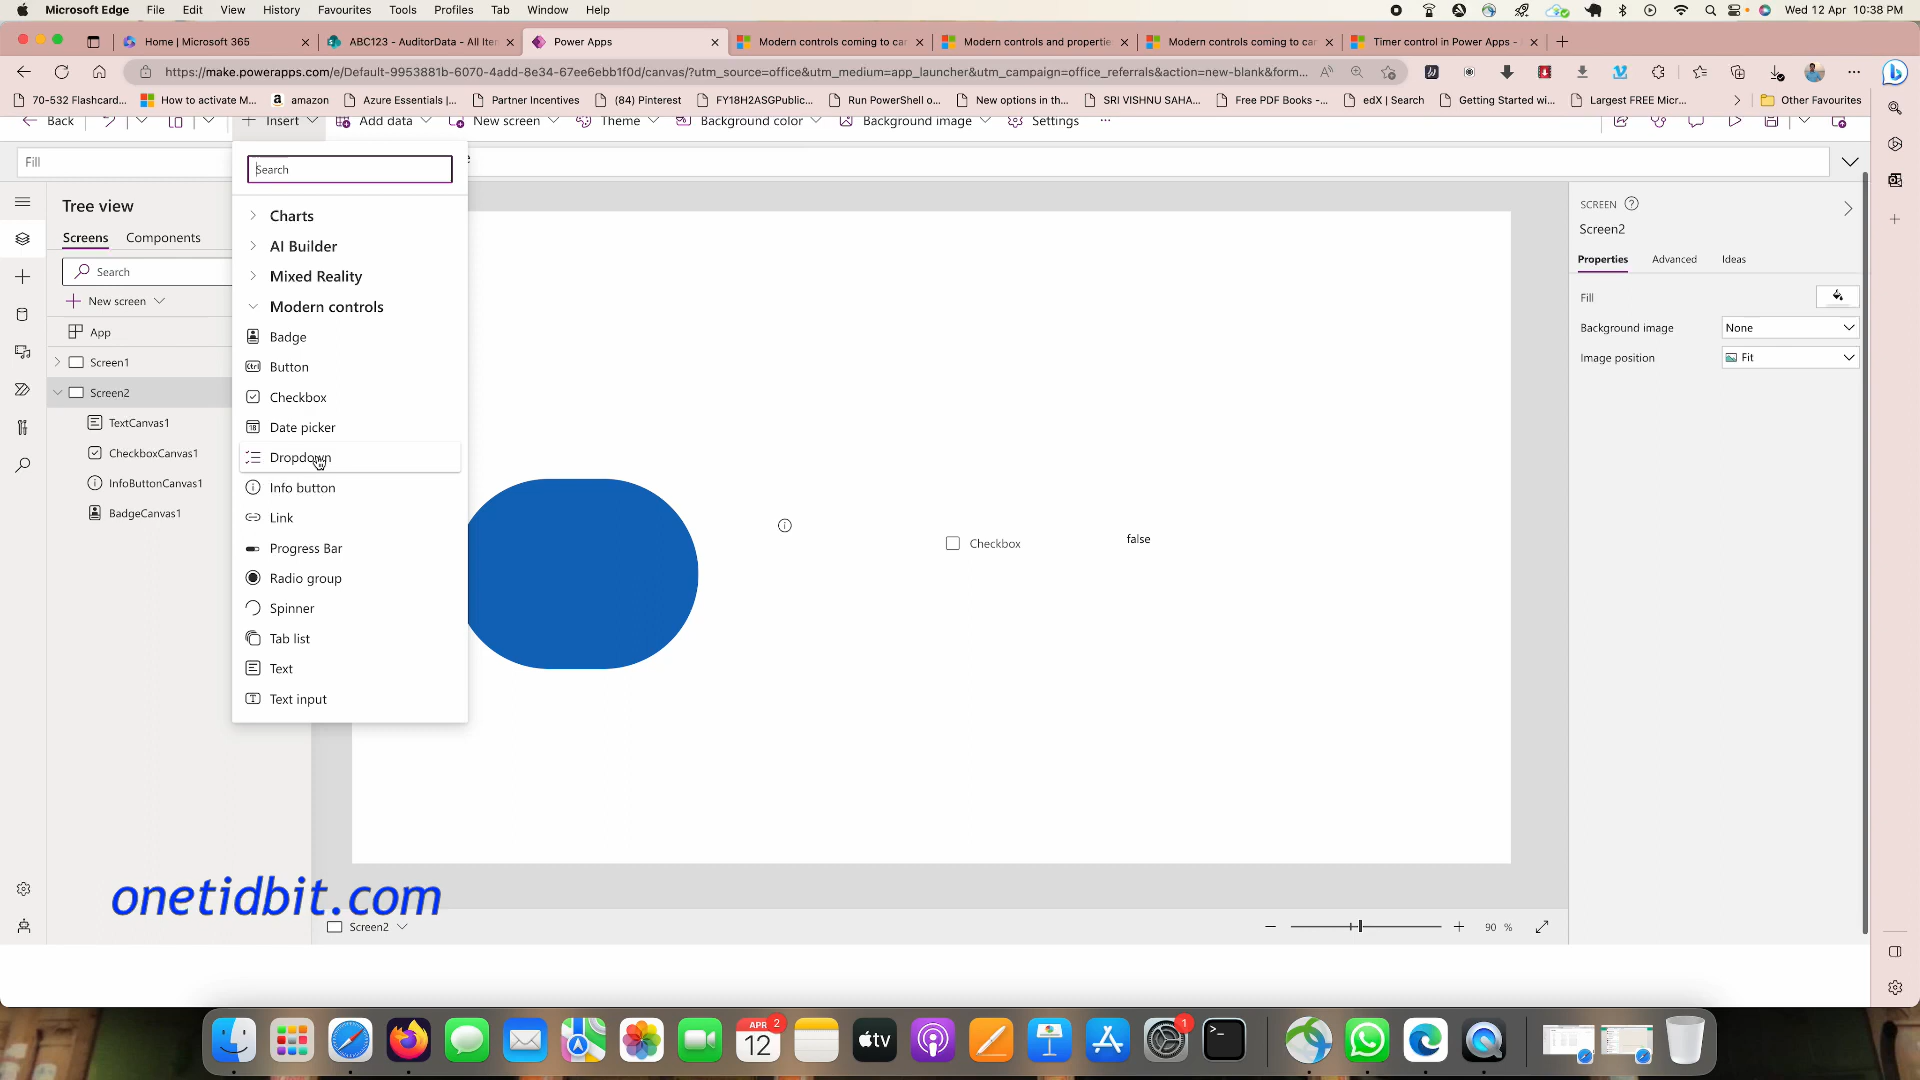 Microsoft Edge File Edit View History Favourites Tools Profiles Tab Window Help Wed 12 Apr 10:38 PM
Home | Microsoft 365 ABC123 - AuditorData - All Iter Power Apps Modern controls coming to ca Modern controls and propertie Modern controls coming to ca Timer control in Power Apps -
https://make.powerapps.com/e/Default-9953881b-6070-4add-8e34-67ee6ebb1f0d/canvas/?utm_source=office&utm_medium=app_launcher&utm_campaign=office_referrals&action=new-blank&form...
70-532 Flashcard... How to activate M... amazon Azure Essentials |... Partner Incentives (84) Pinterest FY18H2ASGPublic... Run PowerShell o... New options in th... SRI VISHNU SAHA... Free PDF Books -... edX | Search Getting Started wi... Largest FREE Micr... Other Favourites
Back Insert Add data New screen Theme Background color Background image Settings ...
Fill
Search
Tree view
Screens Components
Search
New screen
App
Screen1
Screen2
TextCanvas1
CheckboxCanvas1
InfoButtonCanvas1
BadgeCanvas1
Charts
AI Builder
Mixed Reality
Modern controls
Badge
Button
Checkbox
Date picker
Dropdown
Info button
Link
Progress Bar
Radio group
Spinner
Tab list
Text
Text input
Checkbox
false
SCREEN
Screen2
Properties Advanced Ideas
Fill
Background image None
Image position Fit
onetidbit.com
Screen2
90 %
APR 2
12
tv
1